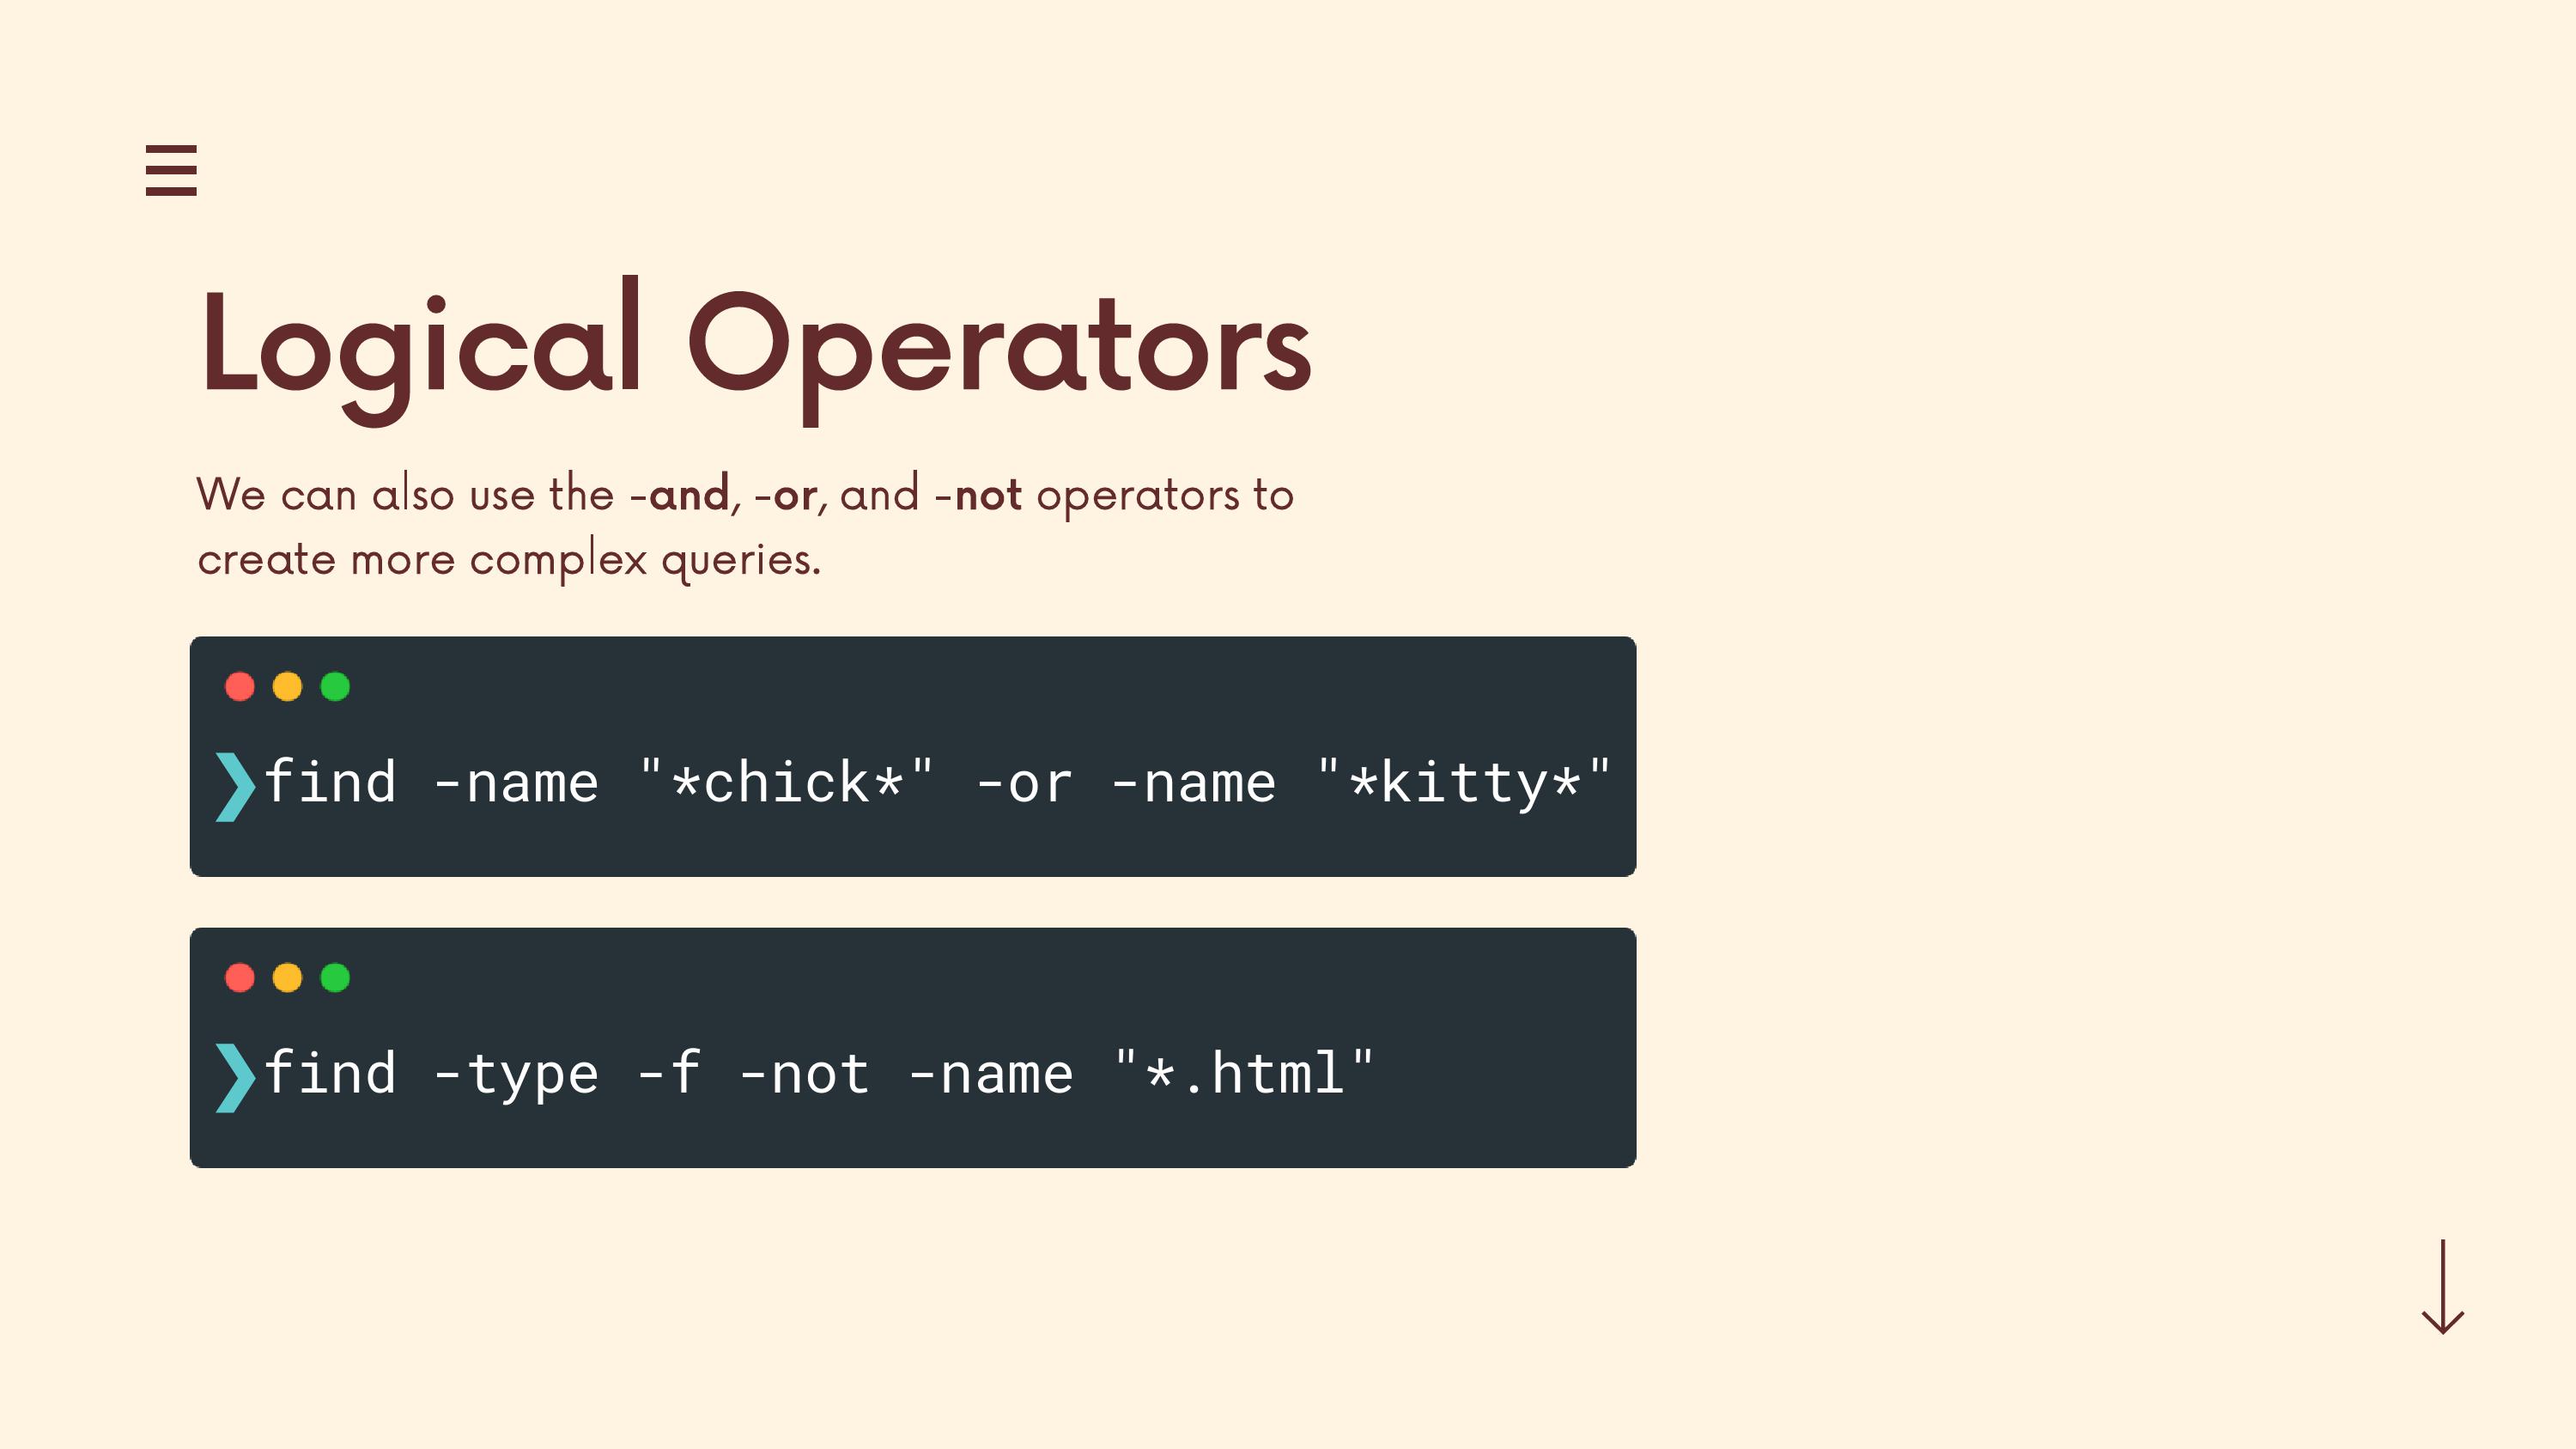 Logical Operators
We can also use the -and, -or, and -not operators to
create more complex queries.
❯find -name "*chick*" -or -name "*kitty*"
❯find -type -f -not -name "*.html"